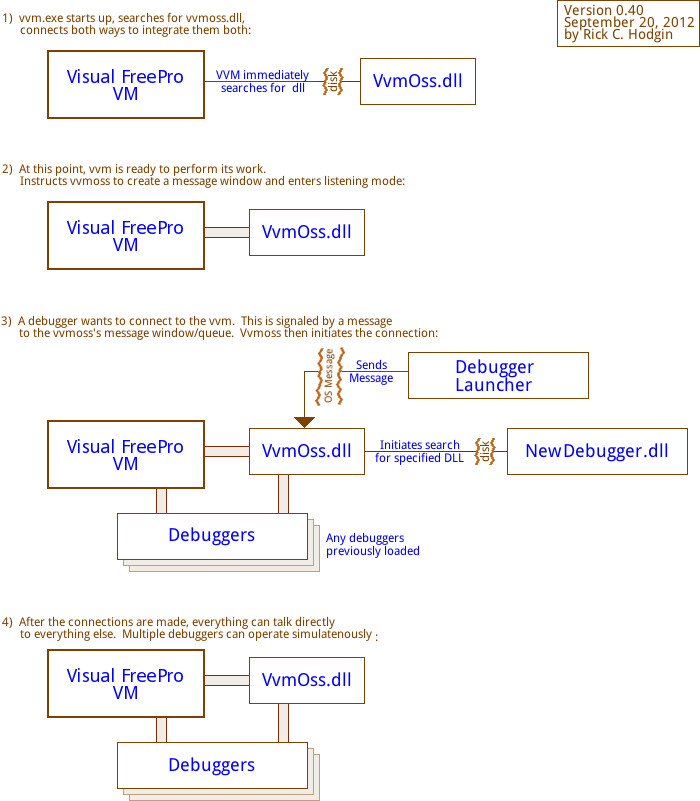 Version 0.40
September 20, 2012
by Rick C. Hodgin
1) vvm.exe starts up, searches for vvmoss.dll,
connects both ways to integrate them both:
Visual FreePro
VM
VVM immediately
searches for dll
disk
VvmOss.dll
2) At this point, vvm is ready to perform its work.
Instructs vvmoss to create a message window and enters listening mode:
Visual FreePro
VM
VvmOss.dll
3) A debugger wants to connect to the vvm. This is signaled by a message
to the vvmoss's message window/queue. Vvmoss then initiates the connection:
OS Message
Sends
Message
Debugger
Launcher
Visual FreePro
VM
VvmOss.dll
Initiates search
for specified DLL
disk
NewDebugger.dll
Debuggers
Any debuggers
previously loaded
4) After the connections are made, everything can talk directly
to everything else. Multiple debuggers can operate simulatenously :
Visual FreePro
VM
VvmOss.dll
Debuggers